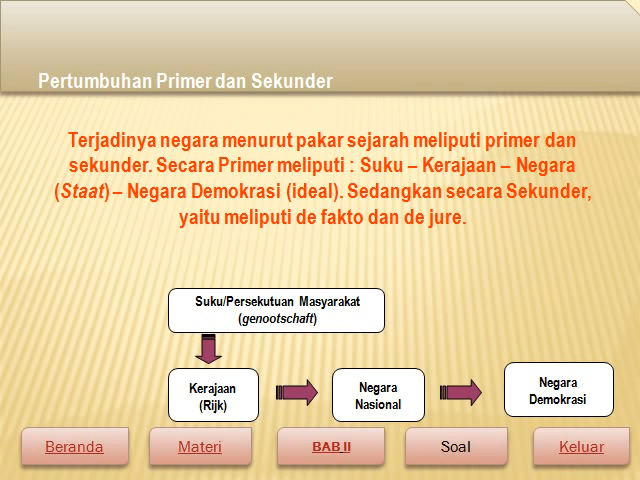 Pertumbuhan Primer dan Sekunder
Terjadinya negara menurut pakar sejarah meliputi primer dan
sekunder. Secara Primer meliputi : Suku – Kerajaan – Negara
(Staat) – Negara Demokrasi (ideal). Sedangkan secara Sekunder,
yaitu meliputi de fakto dan de jure.
Suku/Persekutuan Masyarakat
(genootschaft)
Kerajaan
(Rijk)
Negara
Nasional
Negara
Demokrasi
Beranda
Materi
BAB II
Soal
Keluar